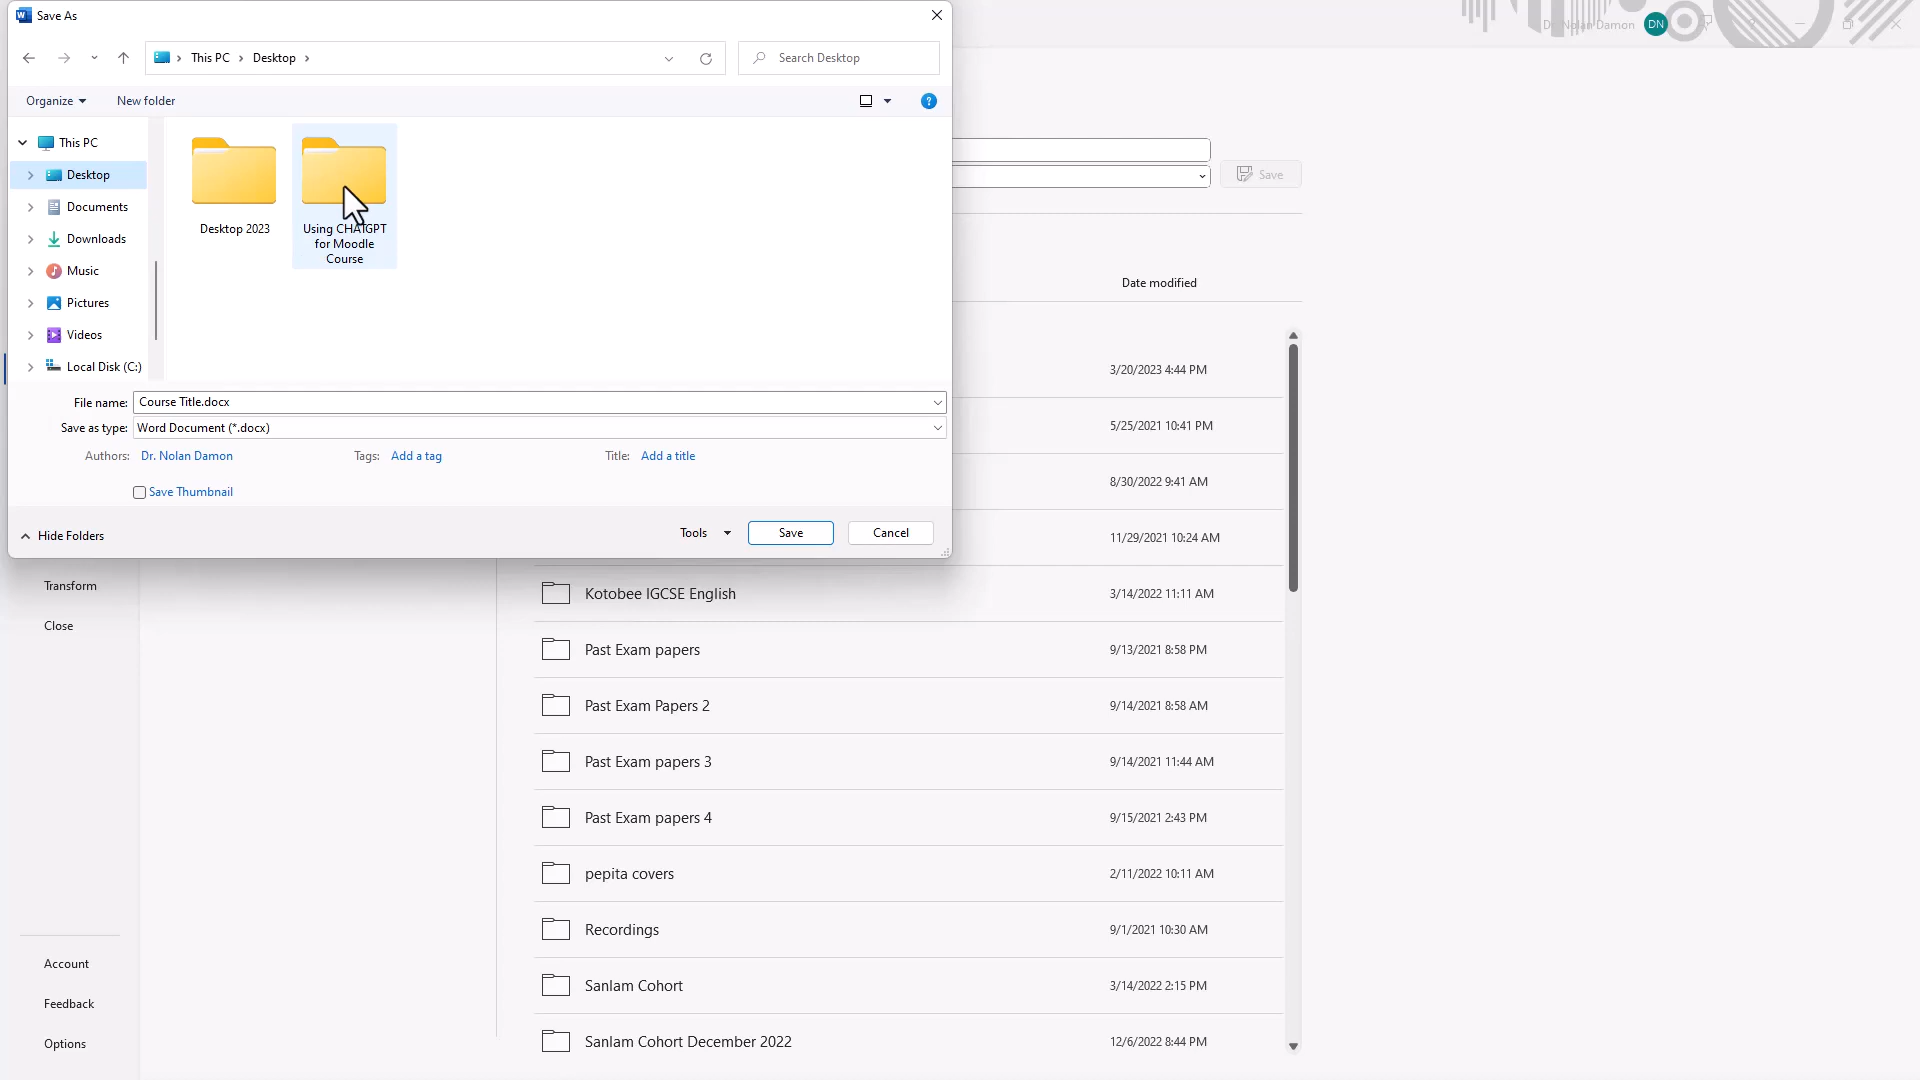 Save As
Dr. Nolan Damon DN
This PC Desktop
Search Desktop
Organize
New folder
This PC
Desktop
Documents
Downloads
Music
Pictures
Videos
Local Disk (C:)
Desktop 2023
Using CHATGPT
for Moodle
Course
File name: Course Title.docx
Save as type: Word Document (*.docx)
Authors: Dr. Nolan Damon
Tags: Add a tag
Title: Add a title
Save Thumbnail
Hide Folders
Tools
Save
Cancel
Save
Date modified
3/20/2023 4:44 PM
5/25/2021 10:41 PM
8/30/2022 9:41 AM
11/29/2021 10:24 AM
Kotobee IGCSE English 3/14/2022 11:11 AM
Past Exam papers 9/13/2021 8:58 PM
Past Exam Papers 2 9/14/2021 8:58 AM
Past Exam papers 3 9/14/2021 11:44 AM
Past Exam papers 4 9/15/2021 2:43 PM
pepita covers 2/11/2022 10:11 AM
Recordings 9/1/2021 10:30 AM
Sanlam Cohort 3/14/2022 2:15 PM
Sanlam Cohort December 2022 12/6/2022 8:44 PM
Transform
Close
Account
Feedback
Options